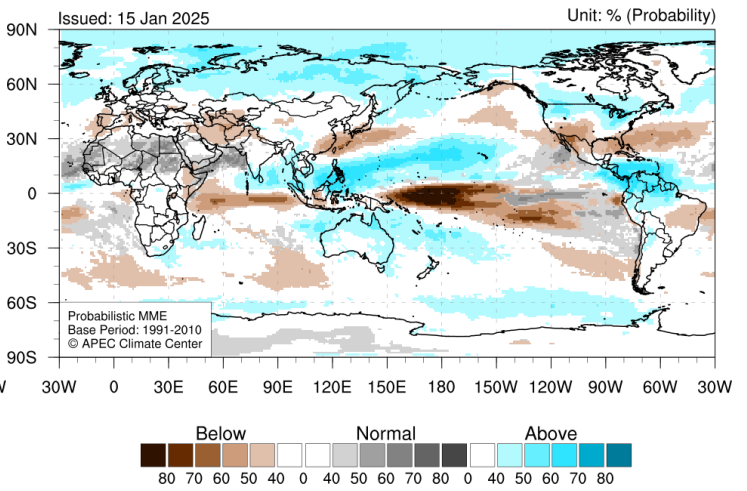 Issued: 15 Jan 2025
Unit: % (Probability)
90N
60N
30N
0
30S
60S
90S
Probabilistic MME
Base Period: 1991-2010
© APEC Climate Center
W 30W 0 30E 60E 90E 120E 150E 180 150W 120W 90W 60W 30W
Below Normal Above
80 70 60 50 40 0 40 50 60 70 80 0 40 50 60 70 80